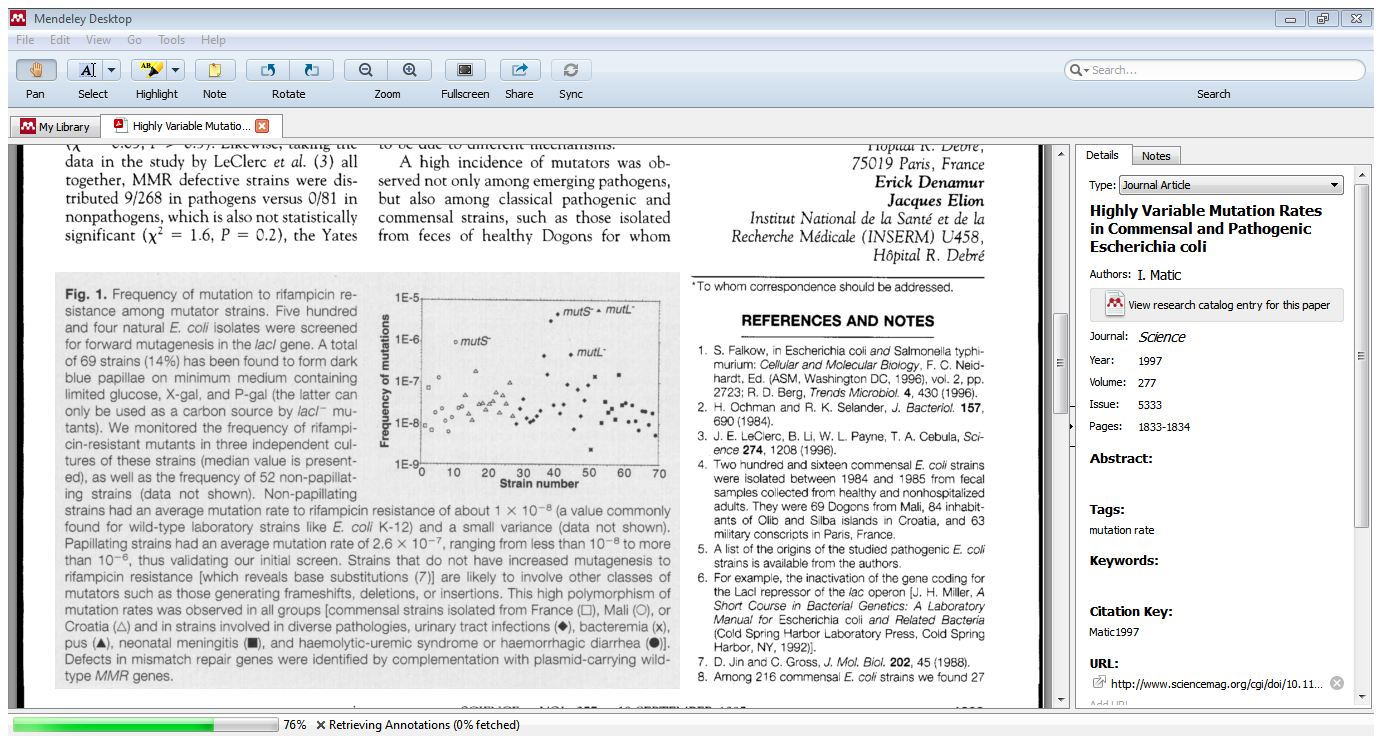 Mendeley Desktop
File Edit View Go Tools Help
Pan Select Highlight Note Rotate Zoom Fullscreen Share Sync
Search...
Search
My Library
Highly Variable Mutatio...
data in the study by LeClerc et al. (3) all
together, MMR defective strains were dis-
tributed 9/268 in pathogens versus 0/81 in
nonpathogens, which is also not statistically
significant (χ² = 1.6, P = 0.2), the Yates
to be due to different mechanisms.
A high incidence of mutators was ob-
served not only among emerging pathogens,
but also among classical pathogenic and
commensal strains, such as those isolated
from feces of healthy Dogons for whom
Hôpital R. Debré,
75019 Paris, France
Erick Denamur
Jacques Elion
Institut National de la Santé et de la
Recherche Médicale (INSERM) U458,
Hôpital R. Debré
Fig. 1. Frequency of mutation to rifampicin re-
sistance among mutator strains. Five hundred
and four natural E. coli isolates were screened
for forward mutagenesis in the lacI gene. A total
of 69 strains (14%) has been found to form dark
blue papillae on minimum medium containing
limited glucose, X-gal, and P-gal (the latter can
only be used as a carbon source by lacI⁻ mu-
tants). We monitored the frequency of rifampi-
cin-resistant mutants in three independent cul-
tures of these strains (median value is present-
ed), as well as the frequency of 52 non-papillat-
ing strains (data not shown). Non-papillating
strains had an average mutation rate to rifampicin resistance of about 1 × 10⁻⁸ (a value commonly
found for wild-type laboratory strains like E. coli K-12) and a small variance (data not shown).
Papillating strains had an average mutation rate of 2.6 × 10⁻⁷, ranging from less than 10⁻⁸ to more
than 10⁻⁶, thus validating our initial screen. Strains that do not have increased mutagenesis to
rifampicin resistance [which reveals base substitutions (7)] are likely to involve other classes of
mutators such as those generating frameshifts, deletions, or insertions. This high polymorphism of
mutation rates was observed in all groups [commensal strains isolated from France (□), Mali (○), or
Croatia (△) and in strains involved in diverse pathologies, urinary tract infections (◆), bacteremia (x),
pus (▲), neonatal meningitis (■), and haemolytic-uremic syndrome or haemorrhagic diarrhea (●)].
Defects in mismatch repair genes were identified by complementation with plasmid-carrying wild-
type MMR genes.
Frequency of mutations
1E-5
1E-6
1E-7
1E-8
1E-9
mutS⁻ mutL⁻
mutS⁻
mutL⁻
0 10 20 30 40 50 60 70
Strain number
*To whom correspondence should be addressed.
REFERENCES AND NOTES
1. S. Falkow, in Escherichia coli and Salmonella typhi-
murium: Cellular and Molecular Biology, F. C. Neid-
hardt, Ed. (ASM, Washington DC, 1996), vol. 2, pp.
2723; R. D. Berg, Trends Microbiol. 4, 430 (1996).
2. H. Ochman and R. K. Selander, J. Bacteriol. 157,
690 (1984).
3. J. E. LeClerc, B. Li, W. L. Payne, T. A. Cebula, Sci-
ence 274, 1208 (1996).
4. Two hundred and sixteen commensal E. coli strains
were isolated between 1984 and 1985 from fecal
samples collected from healthy and nonhospitalized
adults. They were 69 Dogons from Mali, 84 inhabit-
ants of Olib and Silba islands in Croatia, and 63
military conscripts in Paris, France.
5. A list of the origins of the studied pathogenic E. coli
strains is available from the authors.
6. For example, the inactivation of the gene coding for
the LacI repressor of the lac operon [J. H. Miller, A
Short Course in Bacterial Genetics: A Laboratory
Manual for Escherichia coli and Related Bacteria
(Cold Spring Harbor Laboratory Press, Cold Spring
Harbor, NY, 1992)].
7. D. Jin and C. Gross, J. Mol. Biol. 202, 45 (1988).
8. Among 216 commensal E. coli strains we found 27
Details Notes
Type: Journal Article
Highly Variable Mutation Rates
in Commensal and Pathogenic
Escherichia coli
Authors: I. Matic
View research catalog entry for this paper
Journal: Science
Year: 1997
Volume: 277
Issue: 5333
Pages: 1833-1834
Abstract:
Tags:
mutation rate
Keywords:
Citation Key:
Matic1997
URL:
http://www.sciencemag.org/cgi/doi/10.11...
Add URL
76% Retrieving Annotations (0% fetched)